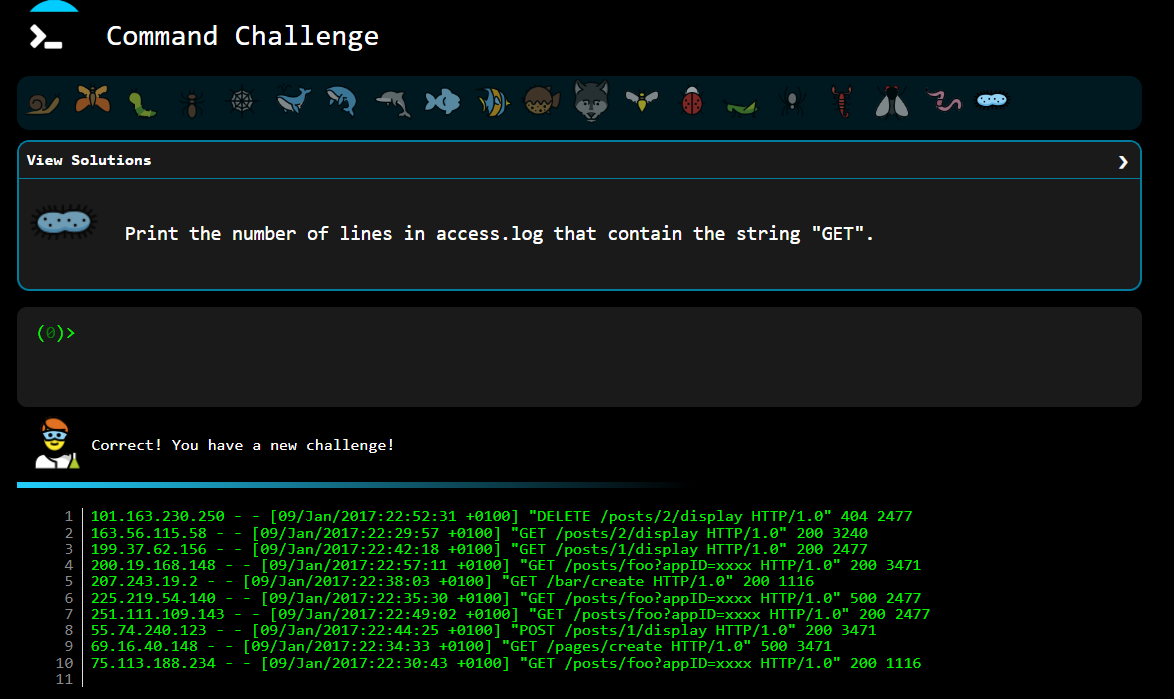 Command Challenge
View Solutions
Print the number of lines in access.log that contain the string "GET".
(0)>
Correct! You have a new challenge!
1 101.163.230.250 - - [09/Jan/2017:22:52:31 +0100] "DELETE /posts/2/display HTTP/1.0" 404 2477
2 163.56.115.58 - - [09/Jan/2017:22:29:57 +0100] "GET /posts/2/display HTTP/1.0" 200 3240
3 199.37.62.156 - - [09/Jan/2017:22:42:18 +0100] "GET /posts/1/display HTTP/1.0" 200 2477
4 200.19.168.148 - - [09/Jan/2017:22:57:11 +0100] "GET /posts/foo?appID=xxxx HTTP/1.0" 200 3471
5 207.243.19.2 - - [09/Jan/2017:22:38:03 +0100] "GET /bar/create HTTP/1.0" 200 1116
6 225.219.54.140 - - [09/Jan/2017:22:35:30 +0100] "GET /posts/foo?appID=xxxx HTTP/1.0" 500 2477
7 251.111.109.143 - - [09/Jan/2017:22:49:02 +0100] "GET /posts/foo?appID=xxxx HTTP/1.0" 200 2477
8 55.74.240.123 - - [09/Jan/2017:22:44:25 +0100] "POST /posts/1/display HTTP/1.0" 200 3471
9 69.16.40.148 - - [09/Jan/2017:22:34:33 +0100] "GET /pages/create HTTP/1.0" 500 3471
10 75.113.188.234 - - [09/Jan/2017:22:30:43 +0100] "GET /posts/foo?appID=xxxx HTTP/1.0" 200 1116
11